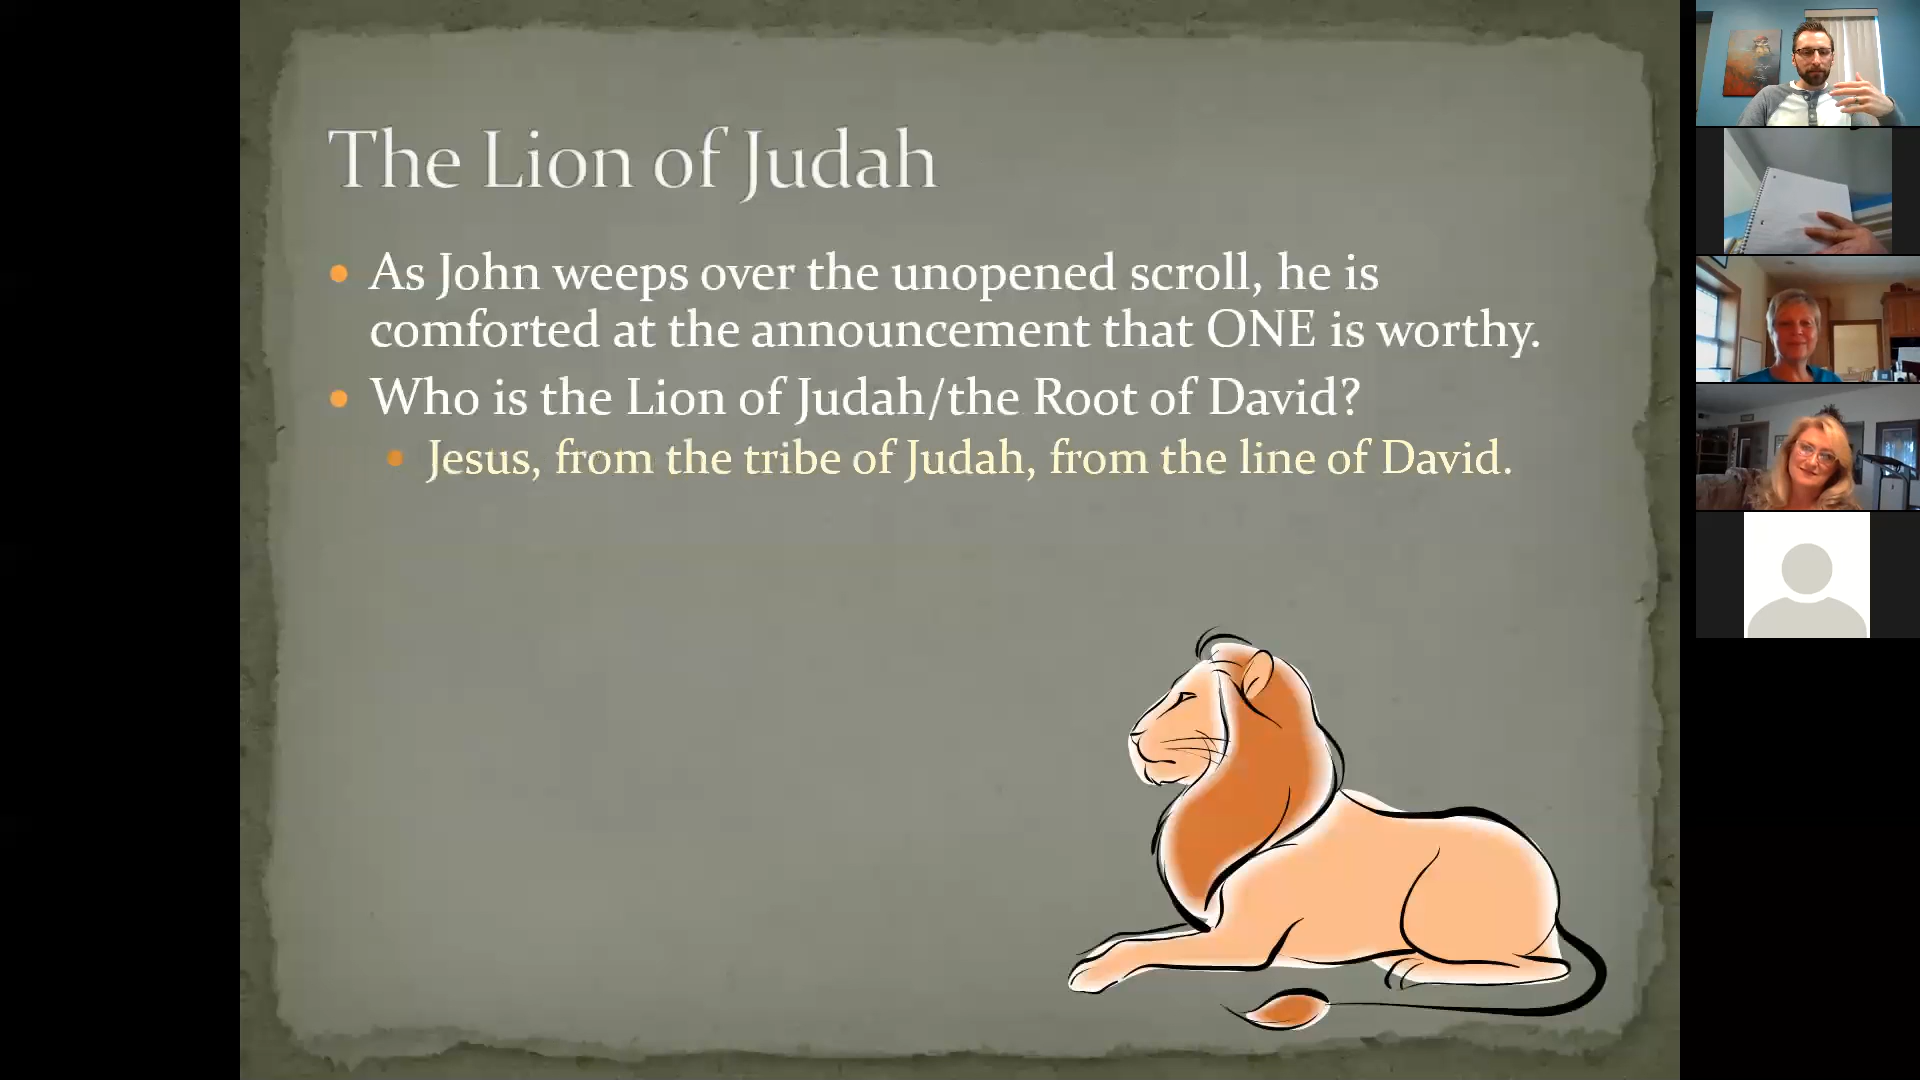 The Lion of Judah
As John weeps over the unopened scroll, he is
comforted at the announcement that ONE is worthy.
Who is the Lion of Judah/the Root of David?
Jesus, from the tribe of Judah, from the line of David.